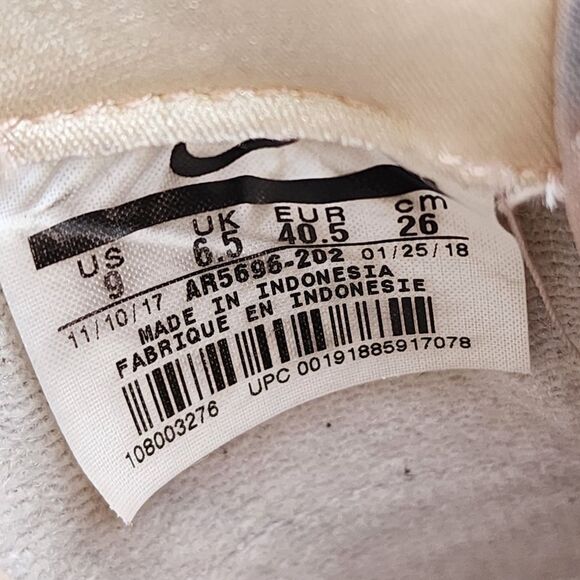 US UK EUR cm
9 6.5 40.5 26
11/10/17 AR5696-202 01/25/18
MADE IN INDONESIA
FABRIQUE EN INDONESIE
108003276 UPC 00191885917078